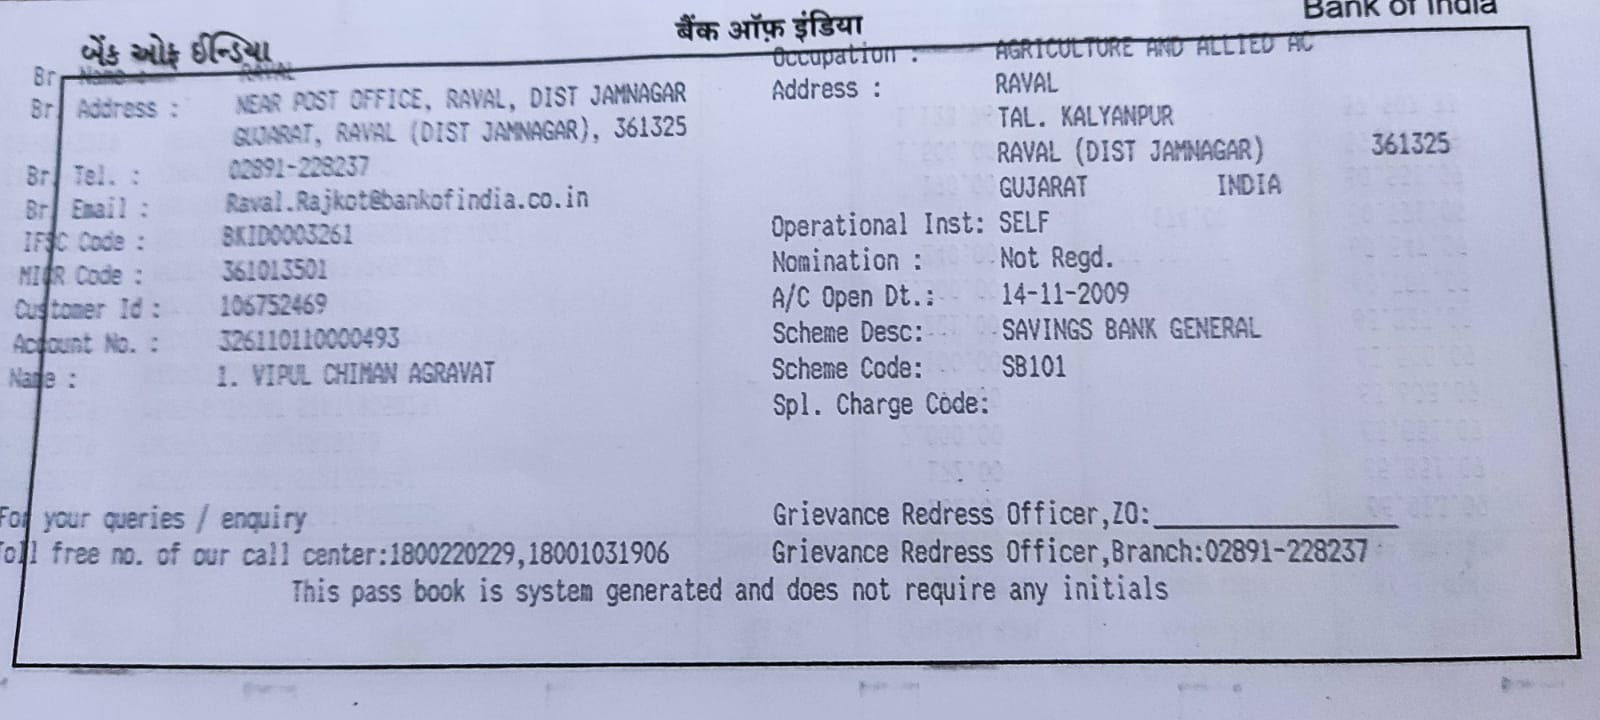 બેંક ઓફ ઈન્ડિયા बैंक ऑफ़ इंडिया Bank of India
Br Name : RAVAL
Br Address : NEAR POST OFFICE, RAVAL, DIST JAMNAGAR
GUJARAT, RAVAL (DIST JAMNAGAR), 361325
Br Tel. : 02891-228237
Br Email : Raval.Rajkot@bankofindia.co.in
IFSC Code : BKID0003261
MICR Code : 361013501
Customer Id : 106752469
Account No. : 326110110000493
Name : 1. VIPUL CHIMAN AGRAVAT
Occupation : AGRICULTURE AND ALLIED AC
Address : RAVAL
TAL. KALYANPUR
RAVAL (DIST JAMNAGAR) 361325
GUJARAT INDIA
Operational Inst: SELF
Nomination : Not Regd.
A/C Open Dt.: 14-11-2009
Scheme Desc: SAVINGS BANK GENERAL
Scheme Code: SB101
Spl. Charge Code:
For your queries / enquiry
Toll free no. of our call center:1800220229,18001031906
Grievance Redress Officer,ZO:
Grievance Redress Officer,Branch:02891-228237
This pass book is system generated and does not require any initials